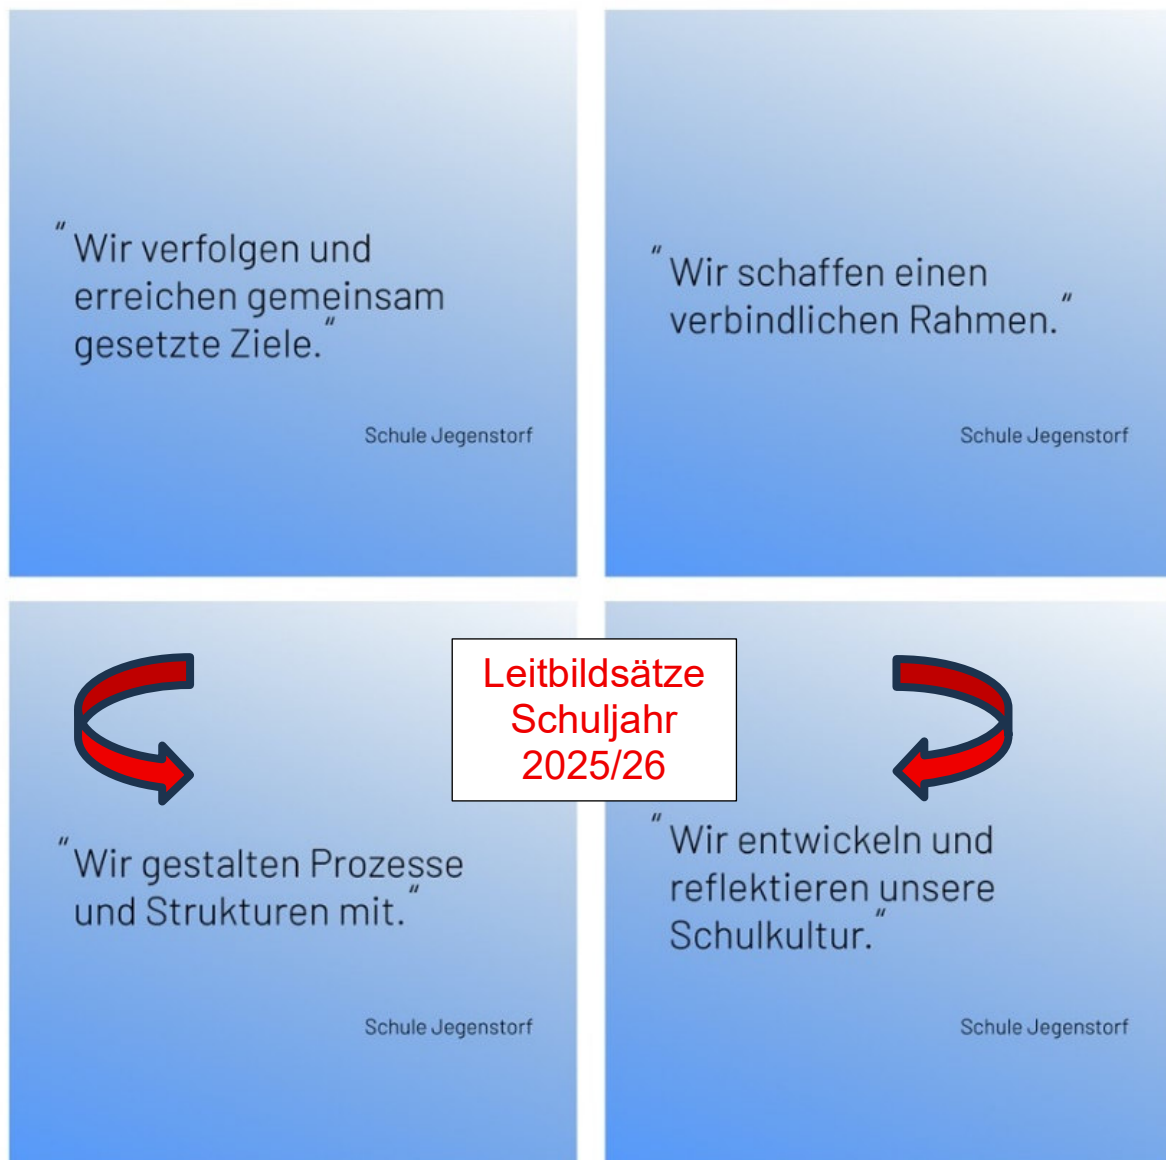 " Wir verfolgen und
erreichen gemeinsam
gesetzte Ziele. "
Schule Jegenstorf
" Wir schaffen einen
verbindlichen Rahmen. "
Schule Jegenstorf
Leitbildsätze
Schuljahr
2025/26
" Wir gestalten Prozesse
und Strukturen mit. "
Schule Jegenstorf
" Wir entwickeln und
reflektieren unsere
Schulkultur. "
Schule Jegenstorf